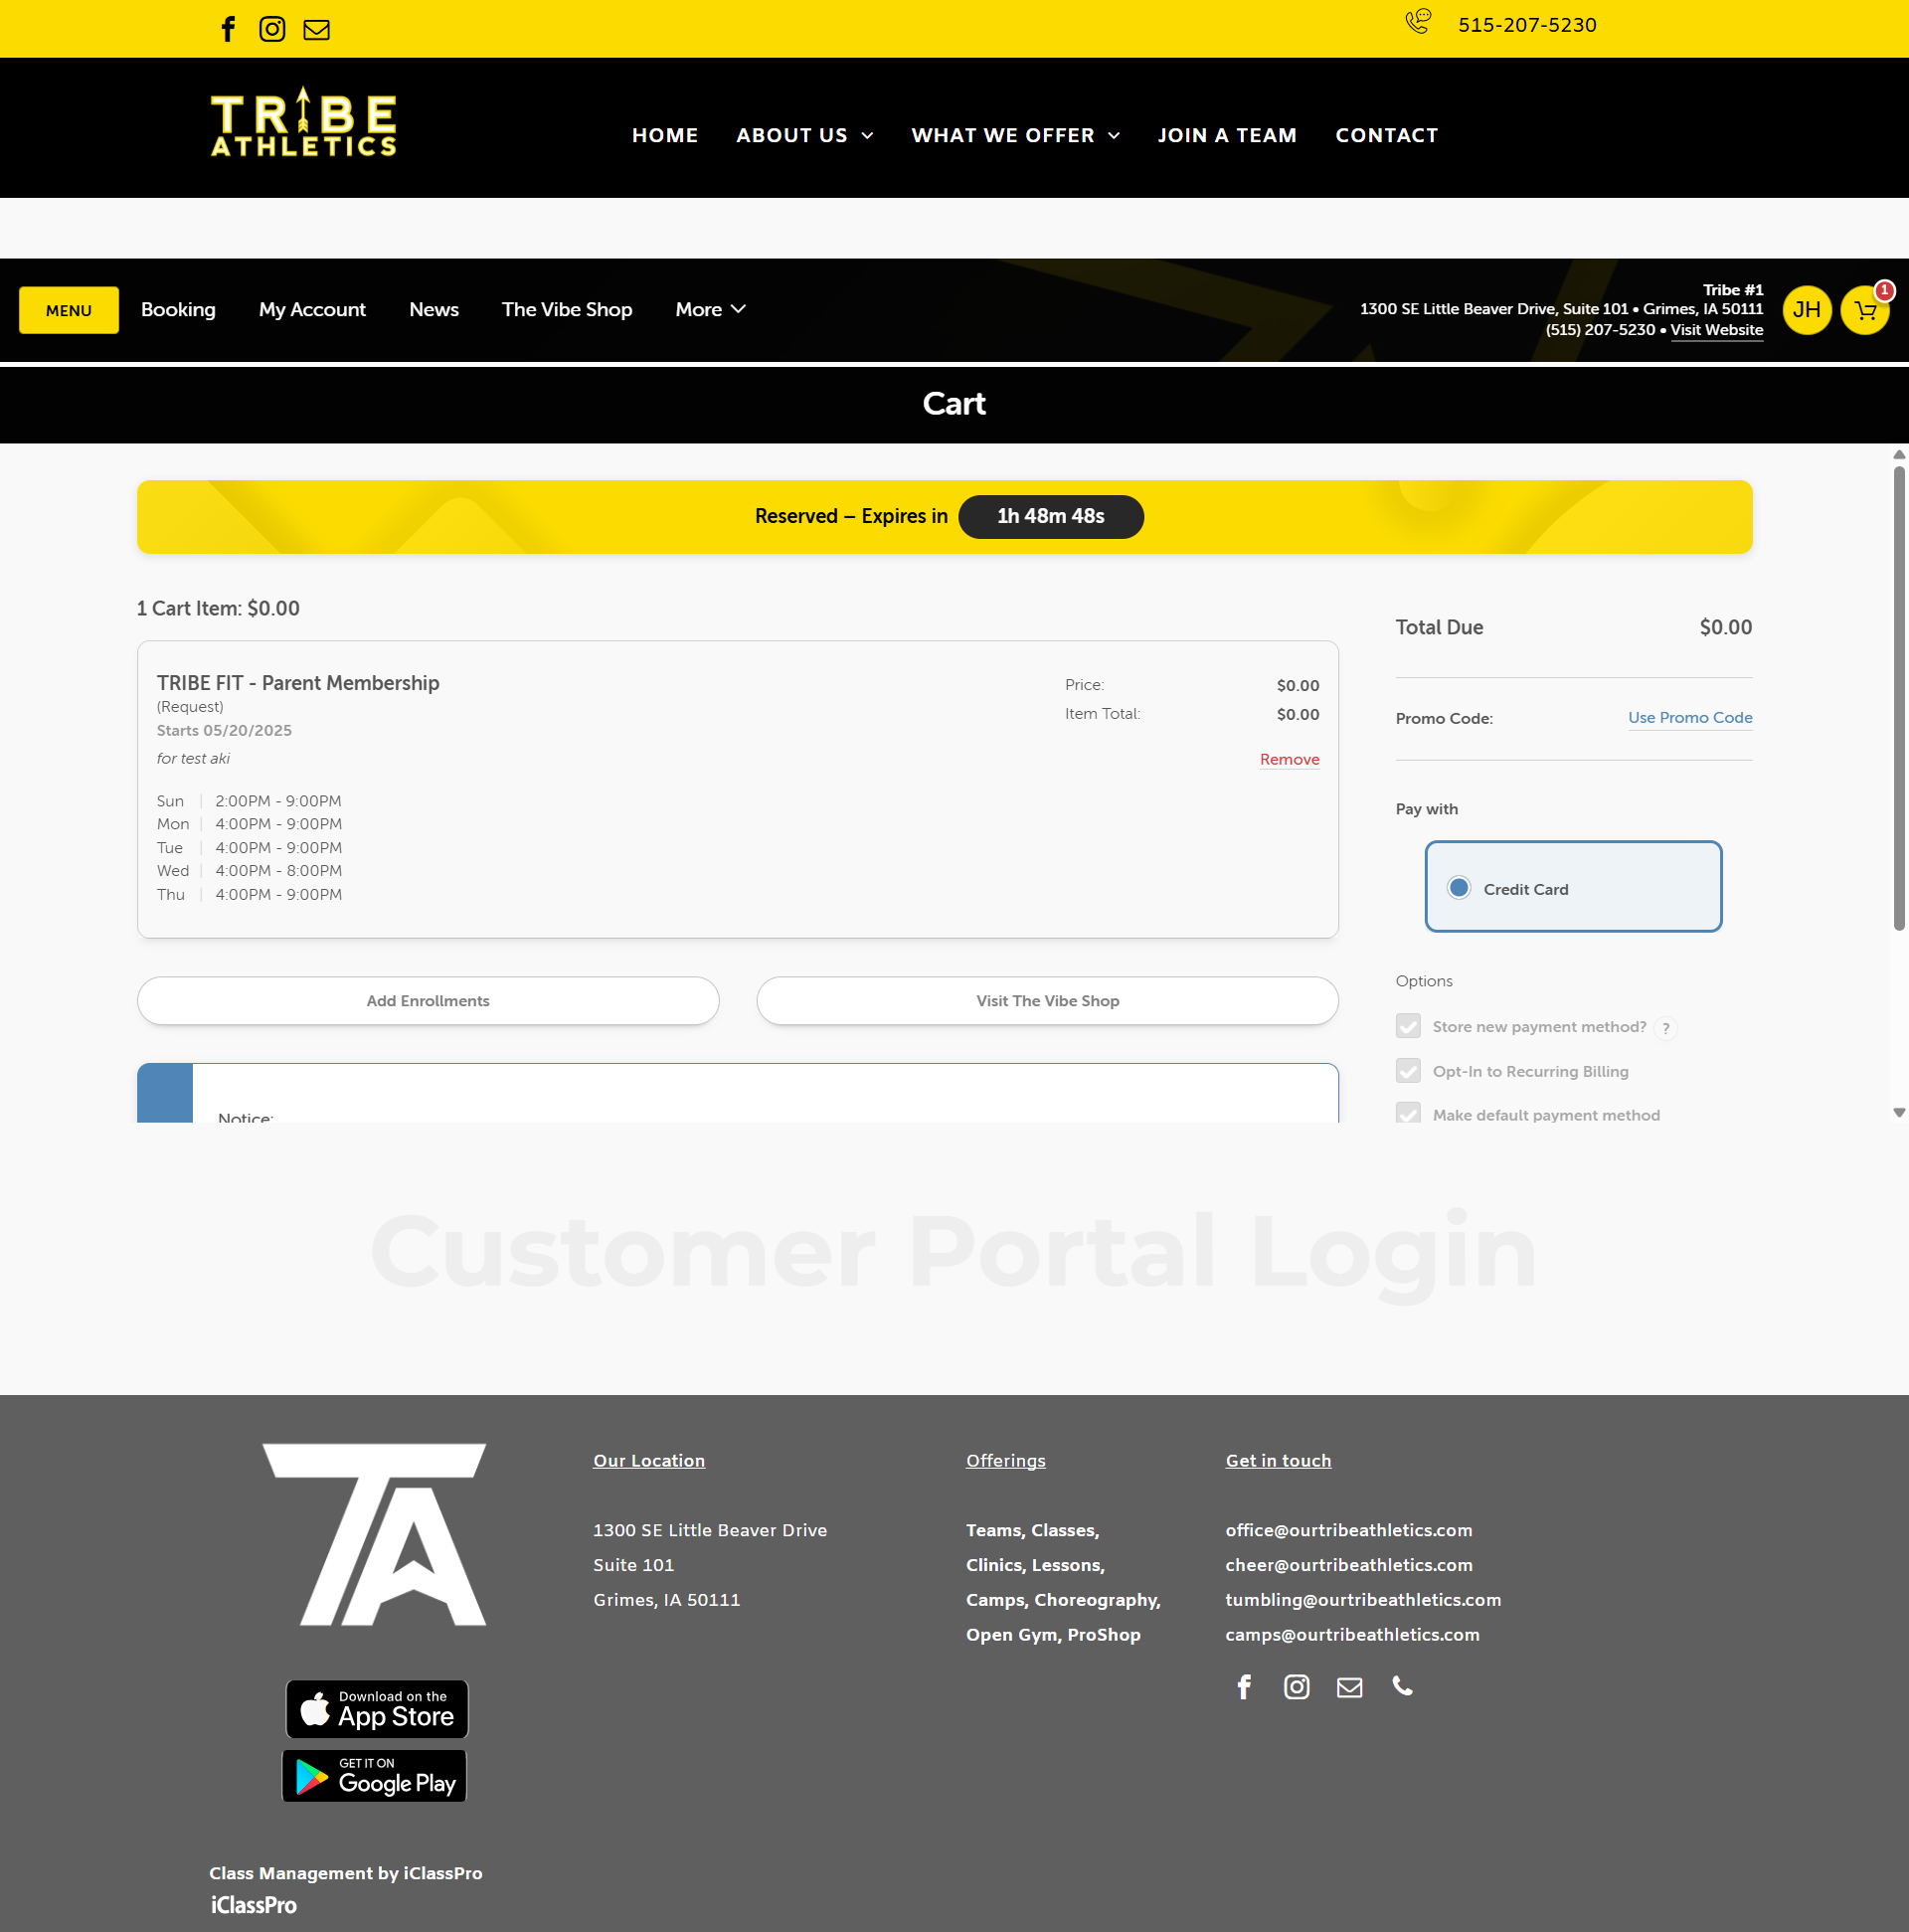 515-207-5230
TRIBE
ATHLETICS
HOME
ABOUT US
WHAT WE OFFER
JOIN A TEAM
CONTACT
MENU
Booking
My Account
News
The Vibe Shop
More
Tribe #1
1300 SE Little Beaver Drive, Suite 101 • Grimes, IA 50111
(515) 207-5230 • Visit Website
JH
1
Cart
Reserved – Expires in 1h 48m 48s
1 Cart Item: $0.00
TRIBE FIT - Parent Membership
(Request)
Starts 05/20/2025
for test aki
Sun 2:00PM - 9:00PM
Mon 4:00PM - 9:00PM
Tue 4:00PM - 9:00PM
Wed 4:00PM - 8:00PM
Thu 4:00PM - 9:00PM
Price: $0.00
Item Total: $0.00
Remove
Add Enrollments
Visit The Vibe Shop
Notice:
Total Due $0.00
Promo Code: Use Promo Code
Pay with
Credit Card
Options
Store new payment method? ?
Opt-In to Recurring Billing
Make default payment method
Customer Portal Login
TA
Download on the
App Store
GET IT ON
Google Play
Class Management by iClassPro
iClassPro
Our Location
1300 SE Little Beaver Drive
Suite 101
Grimes, IA 50111
Offerings
Teams, Classes,
Clinics, Lessons,
Camps, Choreography,
Open Gym, ProShop
Get in touch
office@ourtribeathletics.com
cheer@ourtribeathletics.com
tumbling@ourtribeathletics.com
camps@ourtribeathletics.com